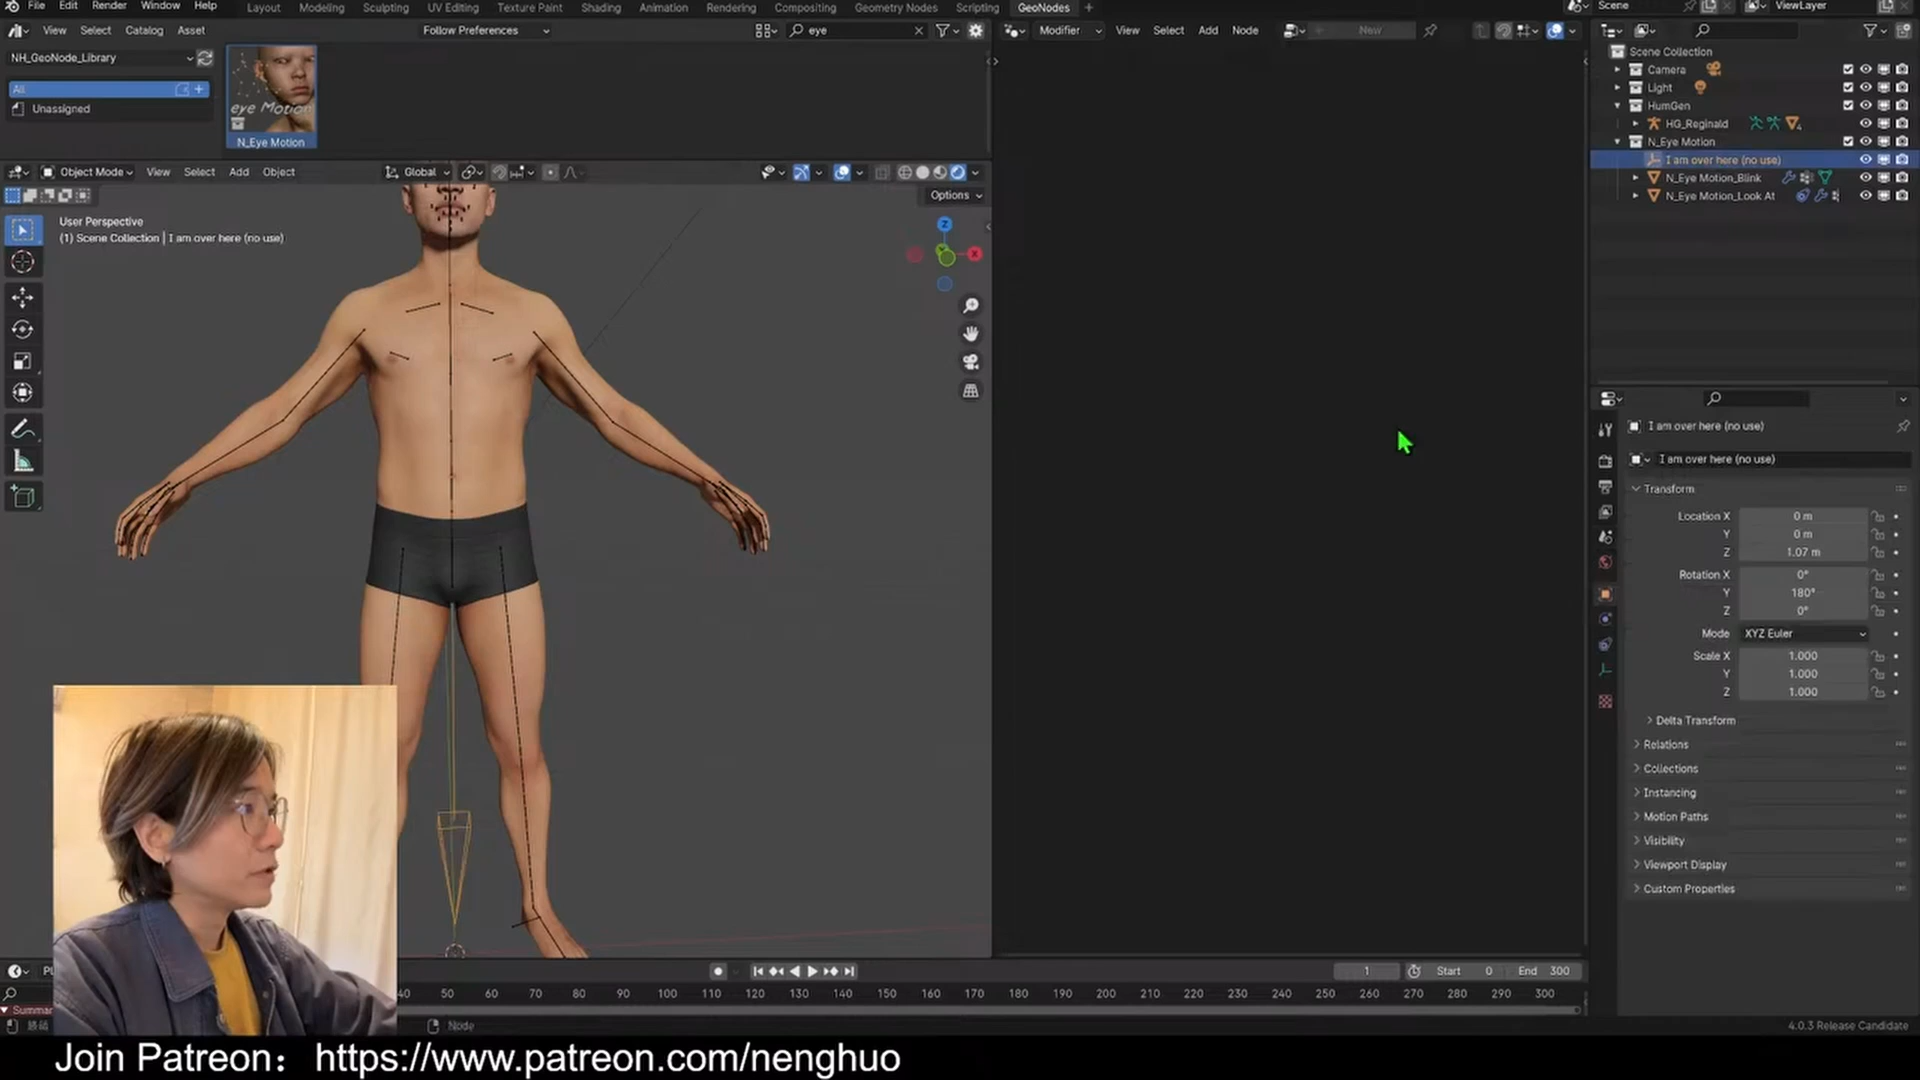 File Edit Render Window Help Layout Modeling Sculpting UV Editing Texture Paint Shading Animation Rendering Compositing Geometry Nodes Scripting GeoNodes + Scene ViewLayer
View Select Catalog Asset Follow Preferences eye
Modifier View Select Add Node New
NH_GeoNode_Library
All
Unassigned
eye Motion
N_Eye Motion
Scene Collection
Camera
Light
HumGen
HG_Reginald
N_Eye Motion
I am over here (no use)
N_Eye Motion_Blink
N_Eye Motion_Look At
Object Mode View Select Add Object Global
Options
User Perspective
(1) Scene Collection | I am over here (no use)
Z
X
I am over here (no use)
I am over here (no use)
Transform
Location X 0 m
Y 0 m
Z 1.07 m
Rotation X 0°
Y 180°
Z 0°
Mode XYZ Euler
Scale X 1.000
Y 1.000
Z 1.000
Delta Transform
Relations
Collections
Instancing
Motion Paths
Visibility
Viewport Display
Custom Properties
1 Start 0 End 300
40 50 60 70 80 90 100 110 120 130 140 150 160 170 180 190 200 210 220 230 240 250 260 270 280 290 300
Summar
Node
4.0.3 Release Candidate
Join Patreon： https://www.patreon.com/nenghuo